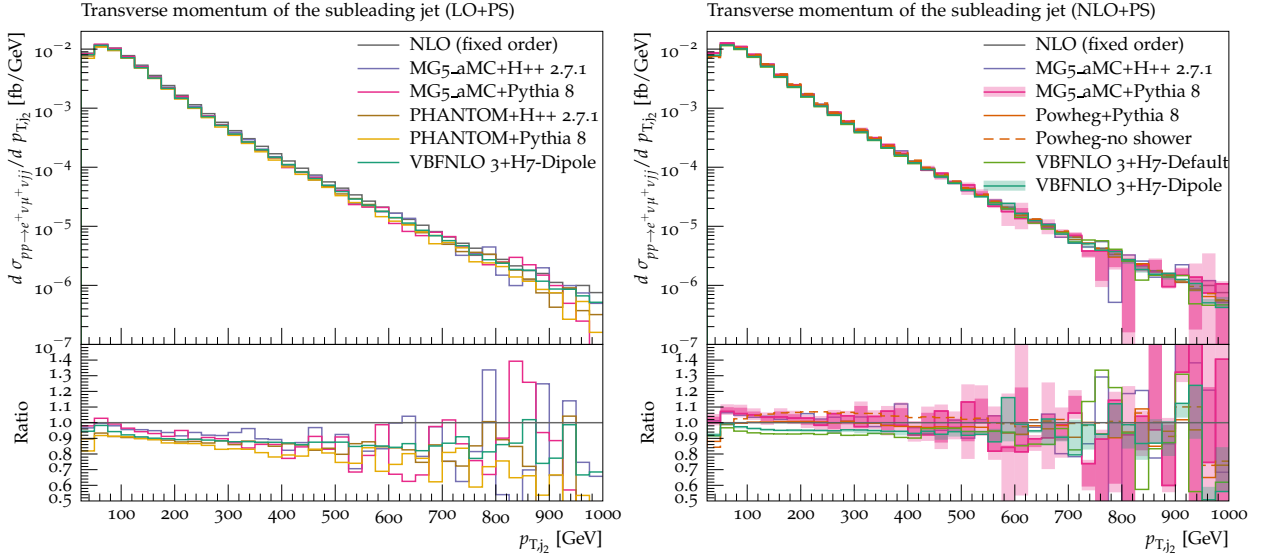 Transverse momentum of the subleading jet (LO+PS)
d σ_{pp→e⁺νμ⁺νjj}/d p_{T,j₂} [fb/GeV]
10⁻²
10⁻³
10⁻⁴
10⁻⁵
10⁻⁶
10⁻⁷
NLO (fixed order)
MG5_aMC+H++ 2.7.1
MG5_aMC+Pythia 8
PHANTOM+H++ 2.7.1
PHANTOM+Pythia 8
VBFNLO 3+H7-Dipole
Ratio
1.4
1.3
1.2
1.1
1.0
0.9
0.8
0.7
0.6
0.5
100 200 300 400 500 600 700 800 900 1000
p_{T,j₂} [GeV]
Transverse momentum of the subleading jet (NLO+PS)
d σ_{pp→e⁺νμ⁺νjj}/d p_{T,j₂} [fb/GeV]
10⁻²
10⁻³
10⁻⁴
10⁻⁵
10⁻⁶
10⁻⁷
NLO (fixed order)
MG5_aMC+H++ 2.7.1
MG5_aMC+Pythia 8
Powheg+Pythia 8
Powheg-no shower
VBFNLO 3+H7-Default
VBFNLO 3+H7-Dipole
Ratio
1.4
1.3
1.2
1.1
1.0
0.9
0.8
0.7
0.6
0.5
100 200 300 400 500 600 700 800 900 1000
p_{T,j₂} [GeV]